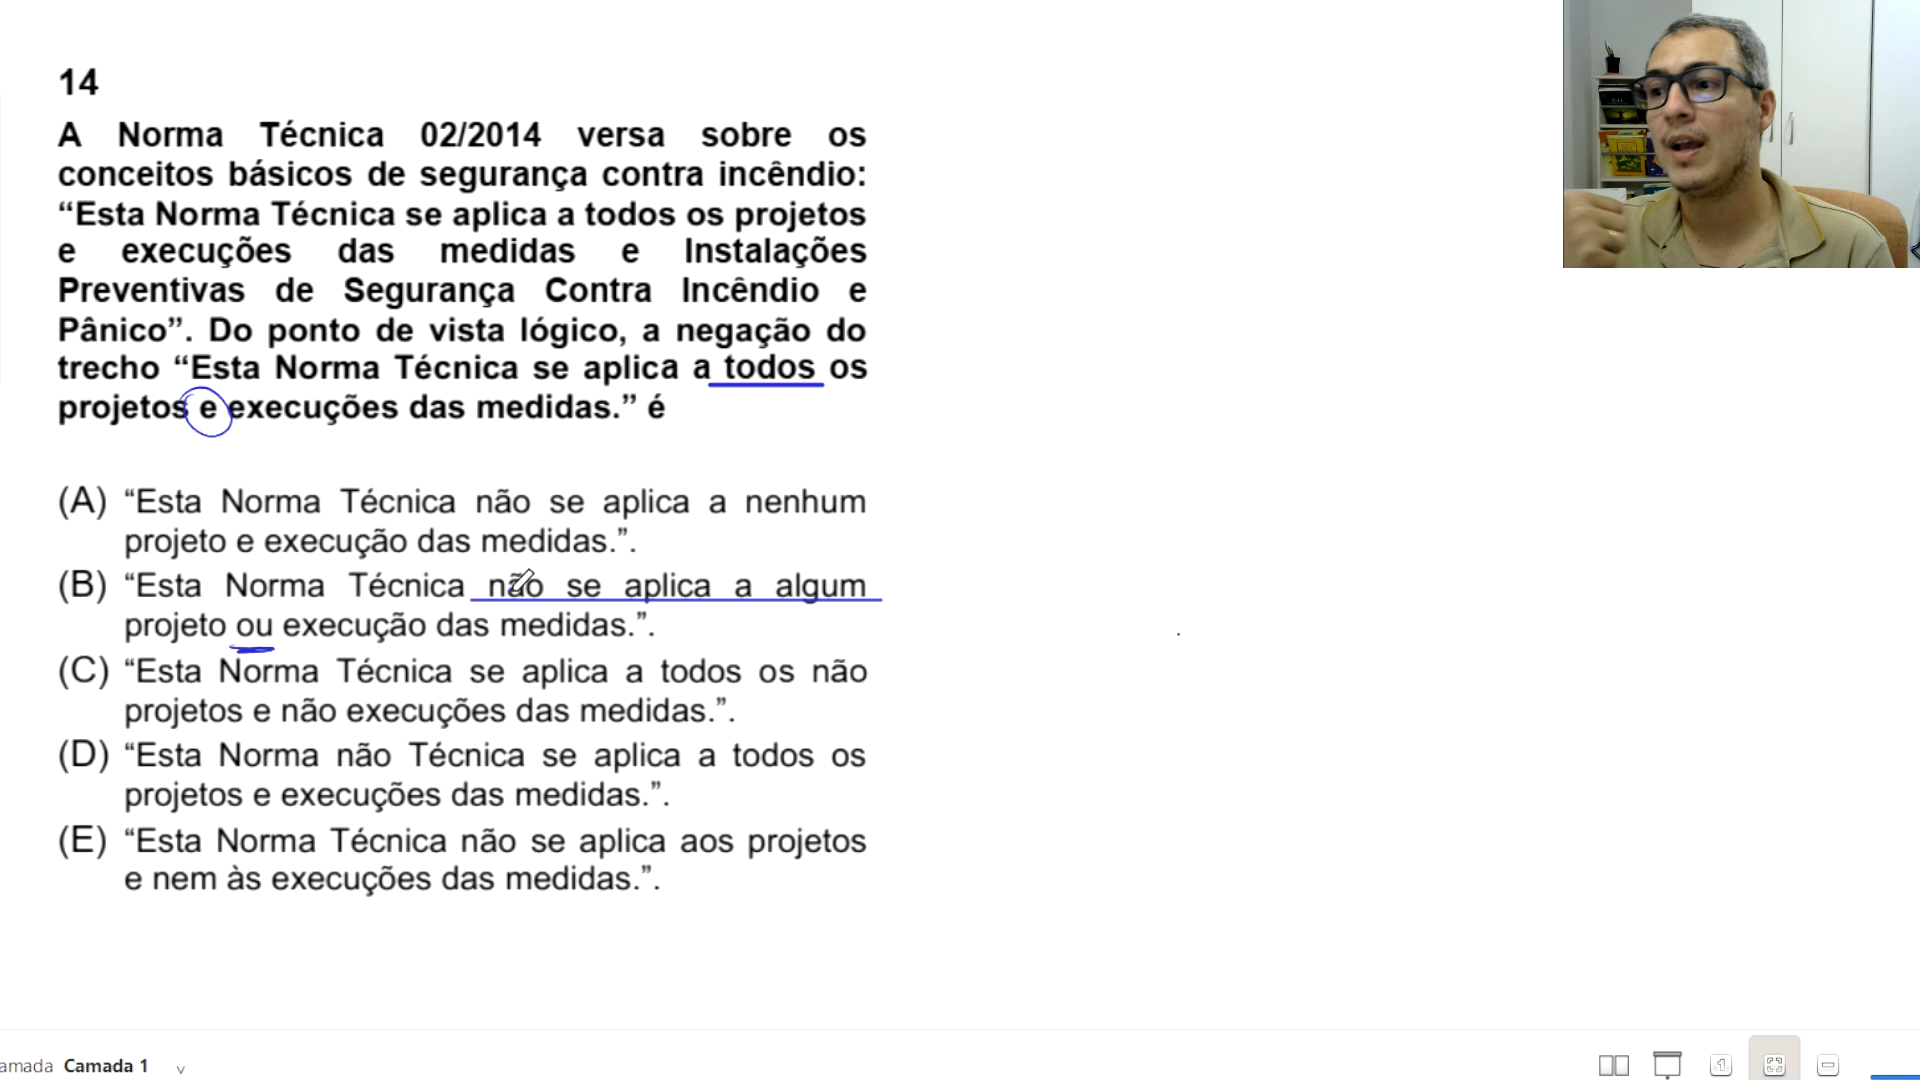 14
A Norma Técnica 02/2014 versa sobre os
conceitos básicos de segurança contra incêndio:
“Esta Norma Técnica se aplica a todos os projetos
e execuções das medidas e Instalações
Preventivas de Segurança Contra Incêndio e
Pânico”. Do ponto de vista lógico, a negação do
trecho “Esta Norma Técnica se aplica a todos os
projetos e execuções das medidas.” é
(A) “Esta Norma Técnica não se aplica a nenhum
projeto e execução das medidas.”.
(B) “Esta Norma Técnica não se aplica a algum
projeto ou execução das medidas.”.
(C) “Esta Norma Técnica se aplica a todos os não
projetos e não execuções das medidas.”.
(D) “Esta Norma não Técnica se aplica a todos os
projetos e execuções das medidas.”.
(E) “Esta Norma Técnica não se aplica aos projetos
e nem às execuções das medidas.”.
amada Camada 1